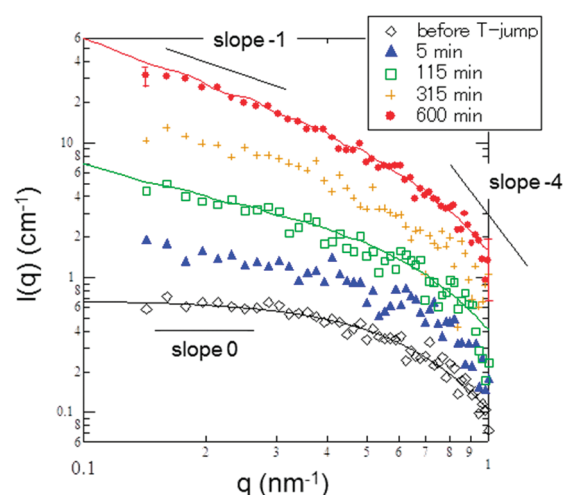 before T-jump
5 min
115 min
315 min
600 min
slope -1
slope -4
slope 0
I(q) (cm⁻¹)
6
4
2
10
8
6
4
2
1
8
6
4
2
0.1
8
6
0.1 2 3 4 5 6 7 8 9 1
q (nm⁻¹)